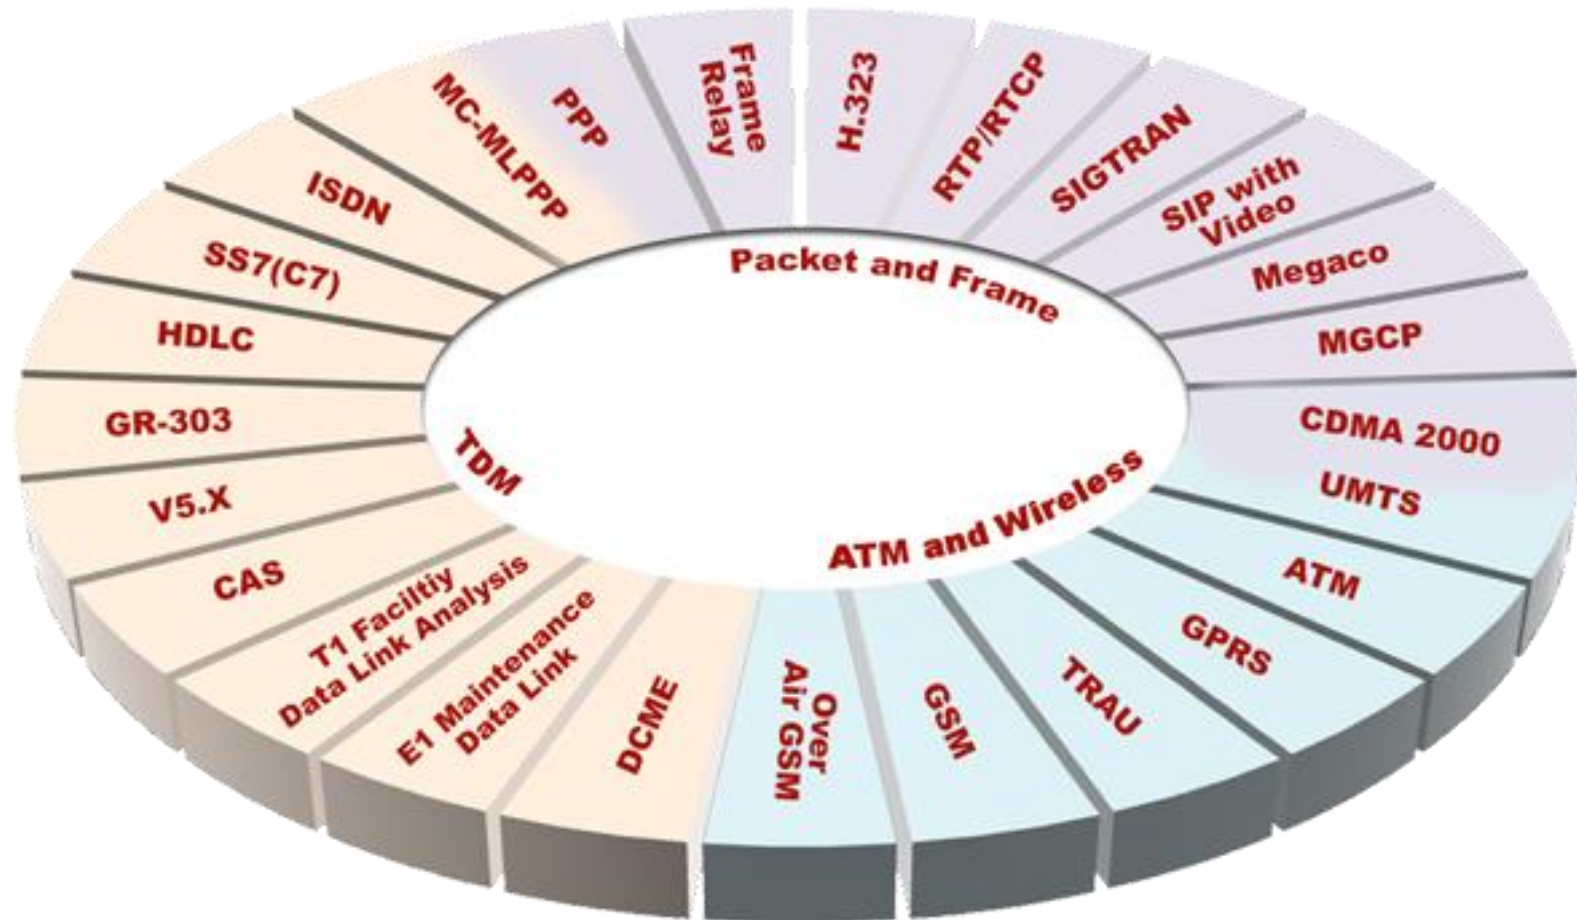 Frame
Relay
H.323
RTP/RTCP
SIGTRAN
SIP with
Video
Megaco
MGCP
CDMA 2000
UMTS
ATM
GPRS
TRAU
GSM
Over
Air GSM
DCME
E1 Maintenance
Data Link
T1 Faciltiy
Data Link Analysis
CAS
V5.X
GR-303
HDLC
SS7(C7)
ISDN
MC-MLPPP
PPP
Packet and Frame
TDM
ATM and Wireless